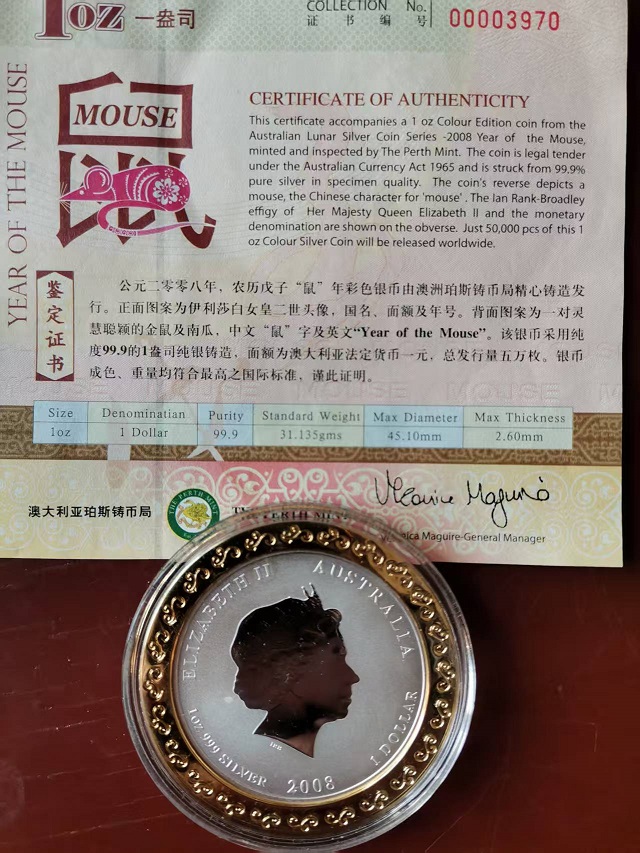 1oz 一盎司
COLLECTION No.
证书编号
00003970
YEAR OF THE MOUSE
MOUSE
CERTIFICATE OF AUTHENTICITY
This certificate accompanies a 1 oz Colour Edition coin from the
Australian Lunar Silver Coin Series -2008 Year of the Mouse,
minted and inspected by The Perth Mint. The coin is legal tender
under the Australian Currency Act 1965 and is struck from 99.9%
pure silver in specimen quality. The coin's reverse depicts a
mouse, the Chinese character for 'mouse'. The Ian Rank-Broadley
effigy of Her Majesty Queen Elizabeth II and the monetary
denomination are shown on the obverse. Just 50,000 pcs of this 1
oz Colour Silver Coin will be released worldwide.
鉴定证书
公元二零零八年，农历戊子“鼠”年彩色银币由澳洲珀斯铸币局精心铸造发
行。正面图案为伊利莎白女皇二世头像，国名、面额及年号。背面图案为一对灵
慧聪颖的金鼠及南瓜，中文“鼠”字及英文“Year of the Mouse”。该银币采用纯
度99.9的1盎司纯银铸造，面额为澳大利亚法定货币一元，总发行量五万枚。银币
成色、重量均符合最高之国际标准，谨此证明。
Size Denominatian Purity Standard Weight Max Diameter Max Thickness
1oz 1 Dollar 99.9 31.135gms 45.10mm 2.60mm
澳大利亚珀斯铸币局
THE PERTH MINT
THE PERTH MINT
Maguire-General Manager
ELIZABETH II AUSTRALIA
1oz 999 SILVER 2008 1 DOLLAR
IRB